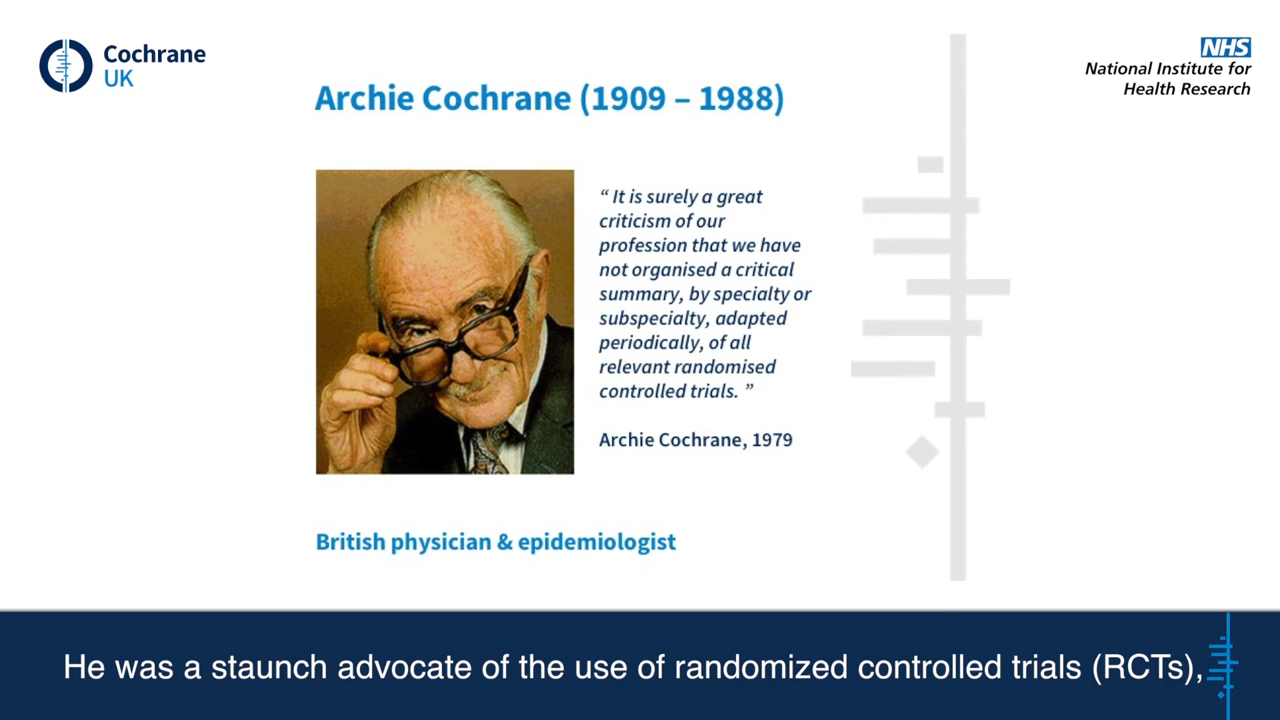 Cochrane
UK
NHS
National Institute for
Health Research
Archie Cochrane (1909 – 1988)
“ It is surely a great
criticism of our
profession that we have
not organised a critical
summary, by specialty or
subspecialty, adapted
periodically, of all
relevant randomised
controlled trials. ”
Archie Cochrane, 1979
British physician & epidemiologist
He was a staunch advocate of the use of randomized controlled trials (RCTs),